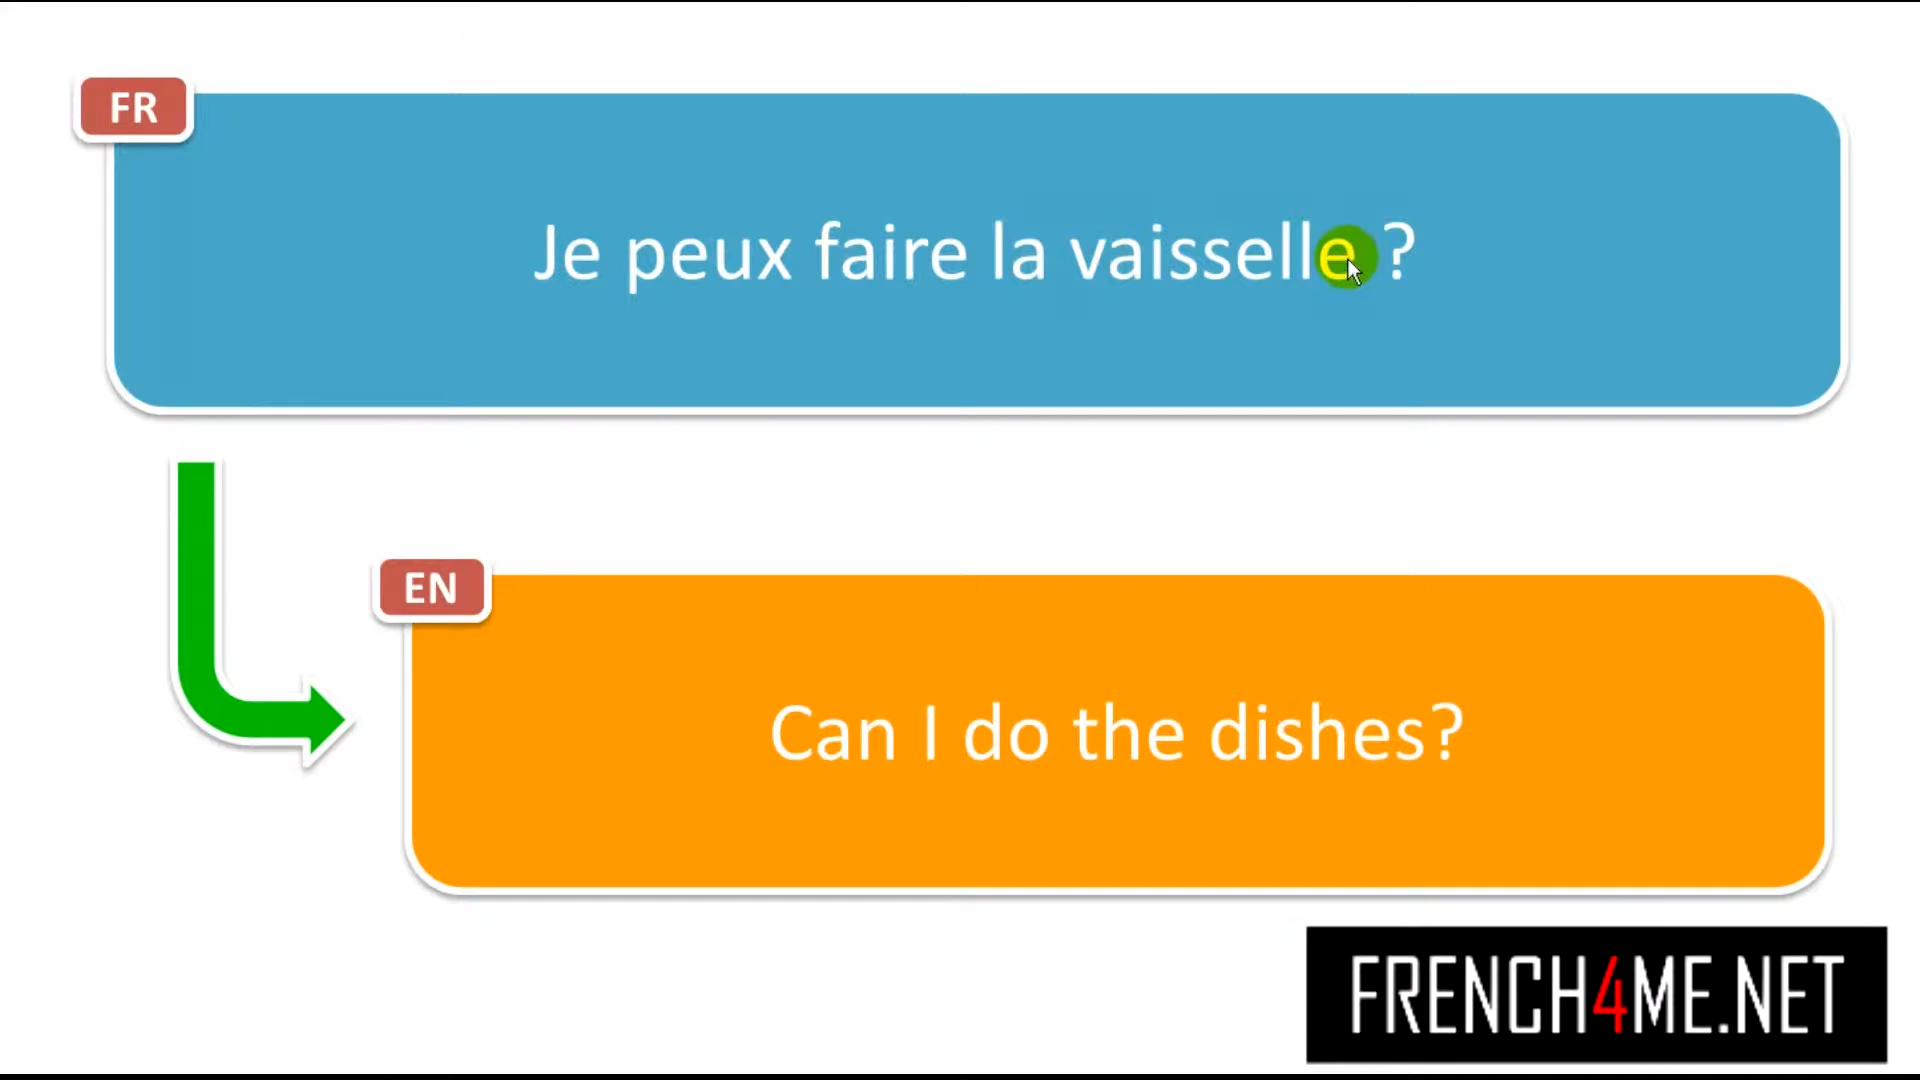 FR
Je peux faire la vaisselle ?
EN
Can I do the dishes?
FRENCH4ME.NET